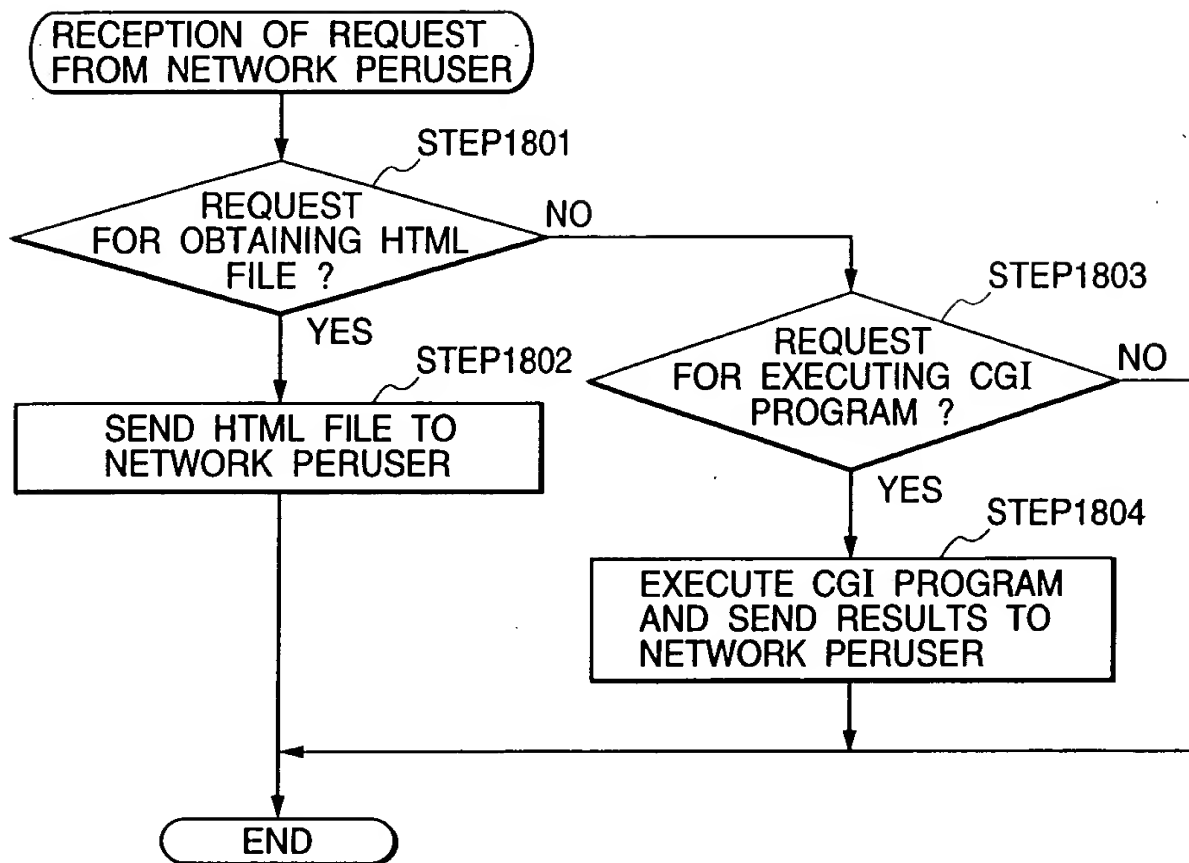 RECEPTION OF REQUEST
FROM NETWORK PERUSER
STEP1801
REQUEST
FOR OBTAINING HTML
FILE ?
NO
YES
STEP1802
SEND HTML FILE TO
NETWORK PERUSER
STEP1803
REQUEST
FOR EXECUTING CGI
PROGRAM ?
NO
YES
STEP1804
EXECUTE CGI PROGRAM
AND SEND RESULTS TO
NETWORK PERUSER
END